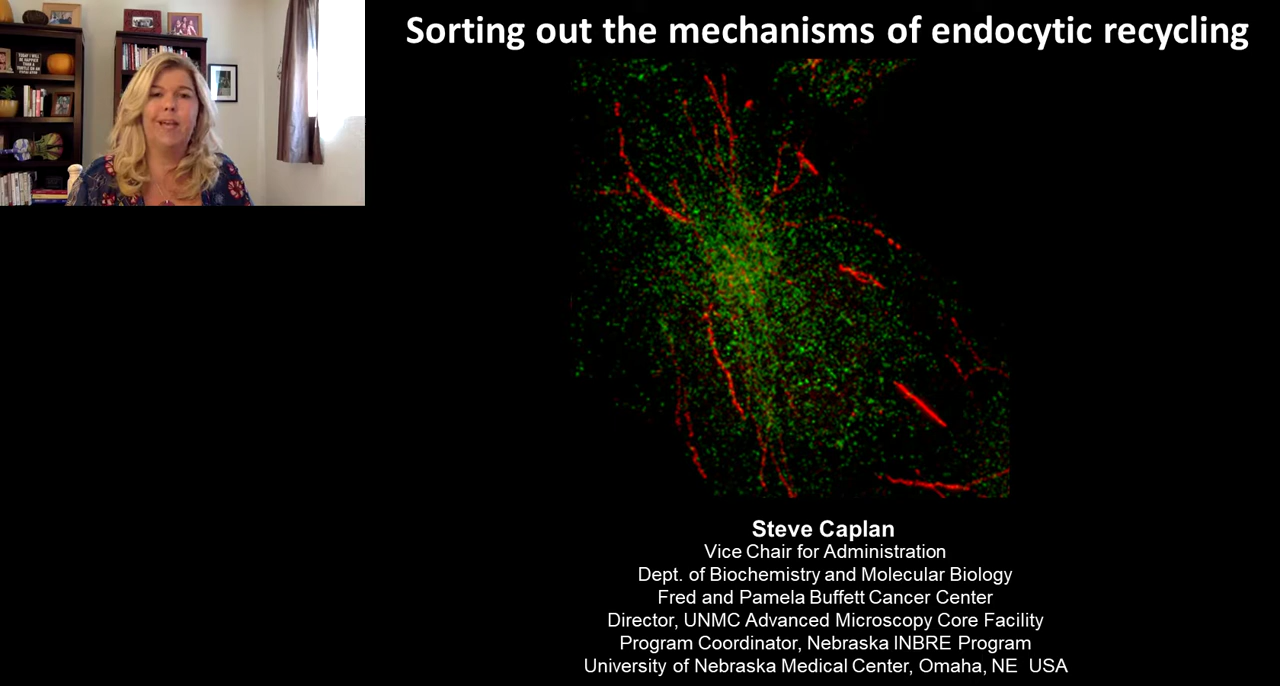 Sorting out the mechanisms of endocytic recycling
Steve Caplan
Vice Chair for Administration
Dept. of Biochemistry and Molecular Biology
Fred and Pamela Buffett Cancer Center
Director, UNMC Advanced Microscopy Core Facility
Program Coordinator, Nebraska INBRE Program
University of Nebraska Medical Center, Omaha, NE USA